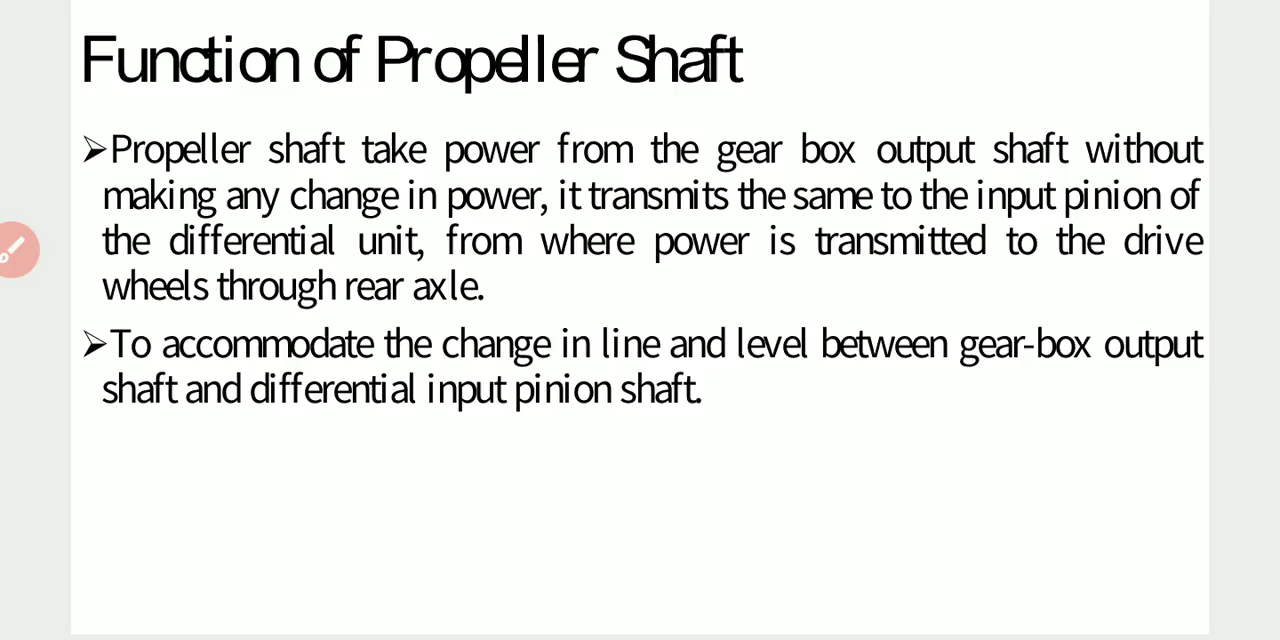 Function of Propeller Shaft
➢Propeller shaft take power from the gear box output shaft without
making any change in power, it transmits the same to the input pinion of
the differential unit, from where power is transmitted to the drive
wheels through rear axle.
➢To accommodate the change in line and level between gear-box output
shaft and differential input pinion shaft.